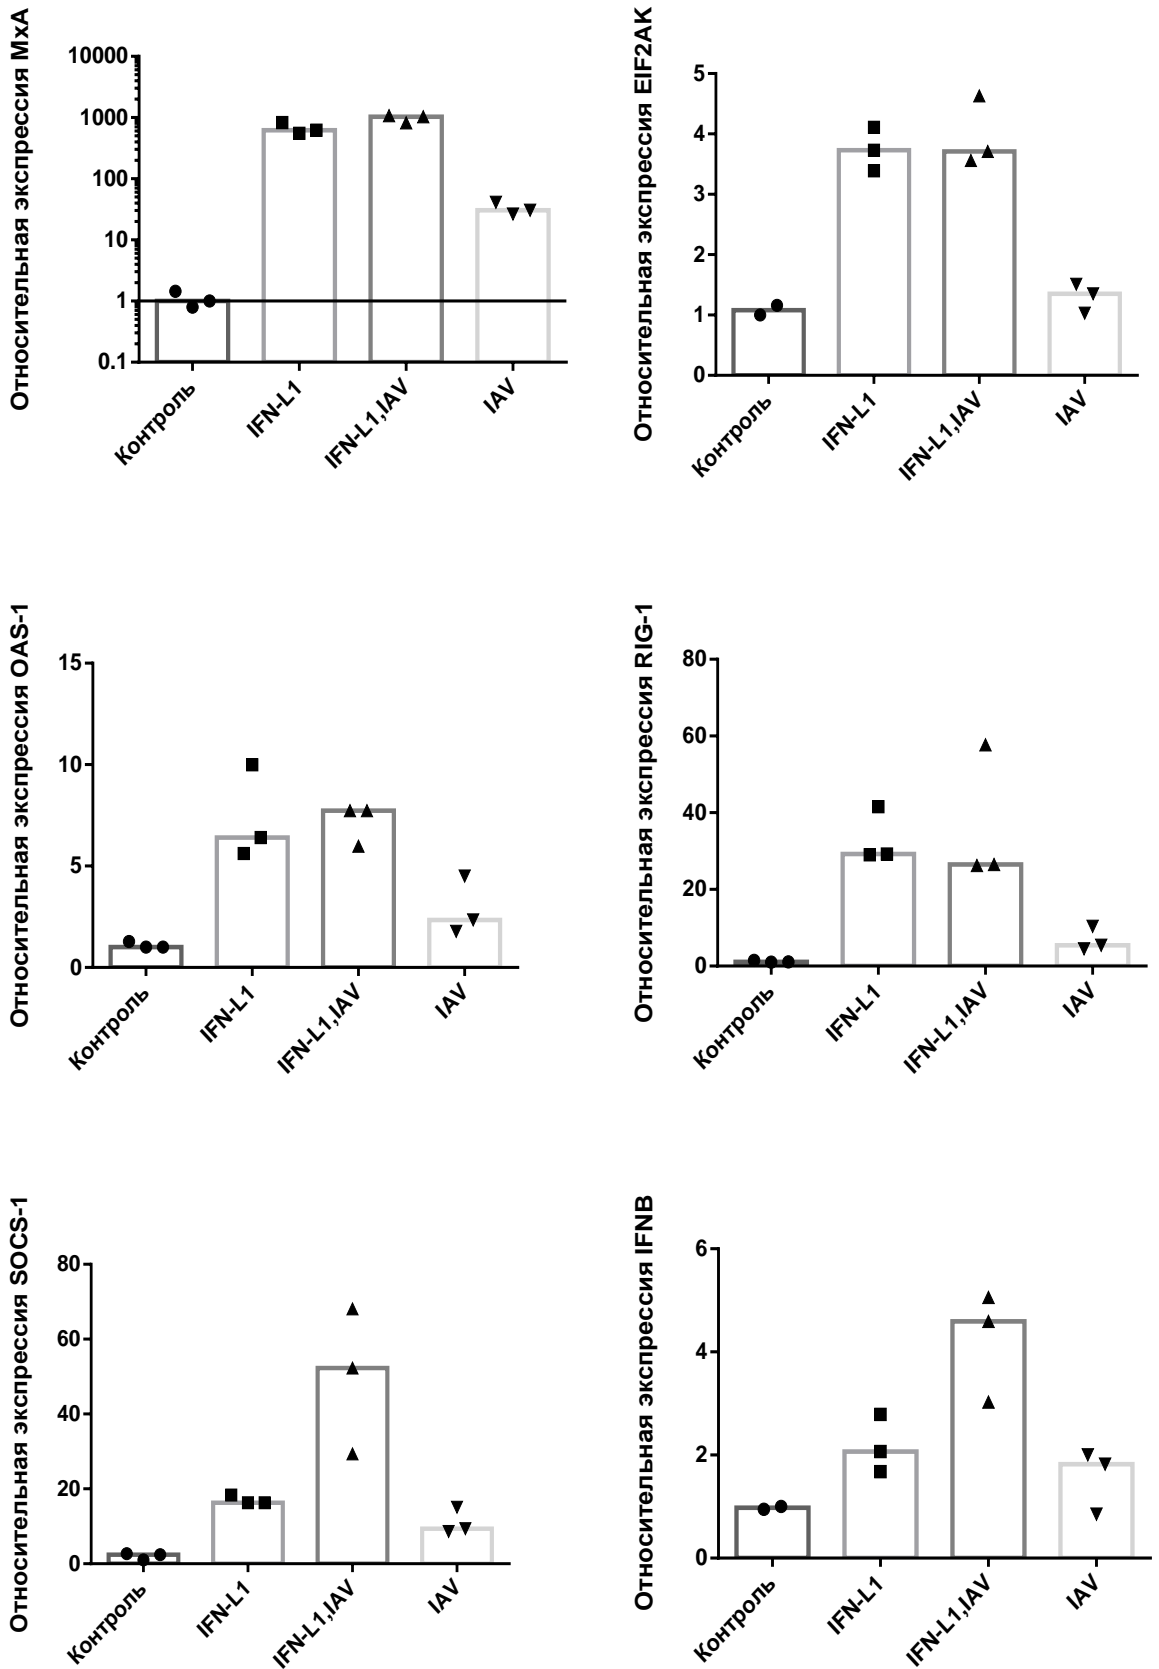 Относительная экспрессия MxA
10000
1000
100
10
1
0.1
Контроль
IFN-L1
IFN-L1,IAV
IAV
Относительная экспрессия EIF2AK
5
4
3
2
1
0
Контроль
IFN-L1
IFN-L1,IAV
IAV
Относительная экспрессия OAS-1
15
10
5
0
Контроль
IFN-L1
IFN-L1,IAV
IAV
Относительная экспрессия RIG-1
80
60
40
20
0
Контроль
IFN-L1
IFN-L1,IAV
IAV
Относительная экспрессия SOCS-1
80
60
40
20
0
Контроль
IFN-L1
IFN-L1,IAV
IAV
Относительная экспрессия IFNB
6
4
2
0
Контроль
IFN-L1
IFN-L1,IAV
IAV